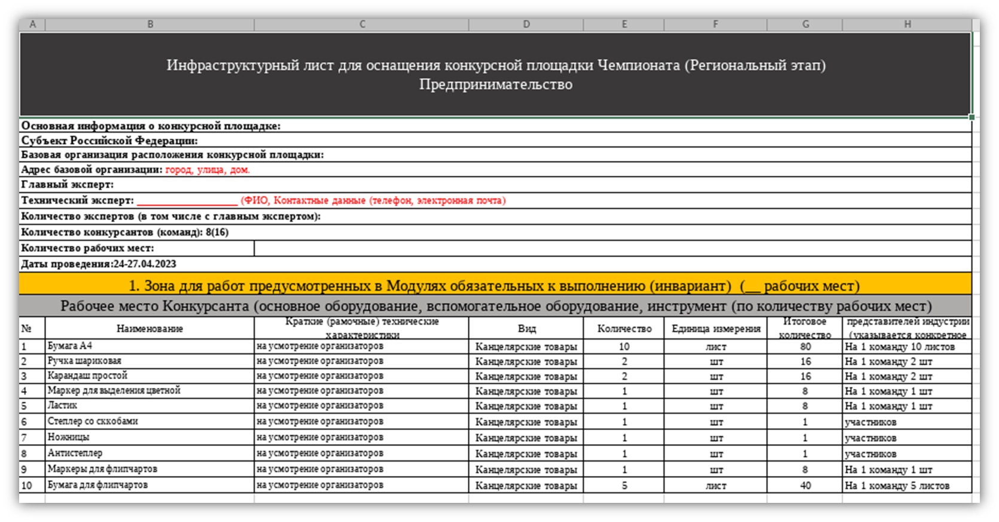 A B C D E F G H
Инфраструктурный лист для оснащения конкурсной площадки Чемпионата (Региональный этап)
Предпринимательство
Основная информация о конкурсной площадке:
Субъект Российской Федерации:
Базовая организация расположения конкурсной площадки:
Адрес базовой организации: город, улица, дом.
Главный эксперт:
Технический эксперт: __________________ (ФИО, Контактные данные (телефон, электронная почта)
Количество экспертов (в том числе с главным экспертом):
Количество конкурсантов (команд): 8(16)
Количество рабочих мест:
Даты проведения:24-27.04.2023
1. Зона для работ предусмотренных в Модулях обязательных к выполнению (инвариант) (__ рабочих мест)
Рабочее место Конкурсанта (основное оборудование, вспомогательное оборудование, инструмент (по количеству рабочих мест)
№ Наименование Краткие (рамочные) технические характеристики Вид Количество Единица измерения Итоговое количество представителей индустрии (указывается конкретное
1 Бумага А4 на усмотрение организаторов Канцелярские товары 10 лист 80 На 1 команду 10 листов
2 Ручка шариковая на усмотрение организаторов Канцелярские товары 2 шт 16 На 1 команду 2 шт
3 Карандаш простой на усмотрение организаторов Канцелярские товары 2 шт 16 На 1 команду 2 шт
4 Маркер для выделения цветной на усмотрение организаторов Канцелярские товары 1 шт 8 На 1 команду 1 шт
5 Ластик на усмотрение организаторов Канцелярские товары 1 шт 8 На 1 команду 1 шт
6 Степлер со сккобами на усмотрение организаторов Канцелярские товары 1 шт 1 участников
7 Ножницы на усмотрение организаторов Канцелярские товары 1 шт 1 участников
8 Антистеплер на усмотрение организаторов Канцелярские товары 1 шт 1 участников
9 Маркеры для флипчартов на усмотрение организаторов Канцелярские товары 1 шт 8 На 1 команду 1 шт
10 Бумага для флипчартов на усмотрение организаторов Канцелярские товары 5 лист 40 На 1 команду 5 листов